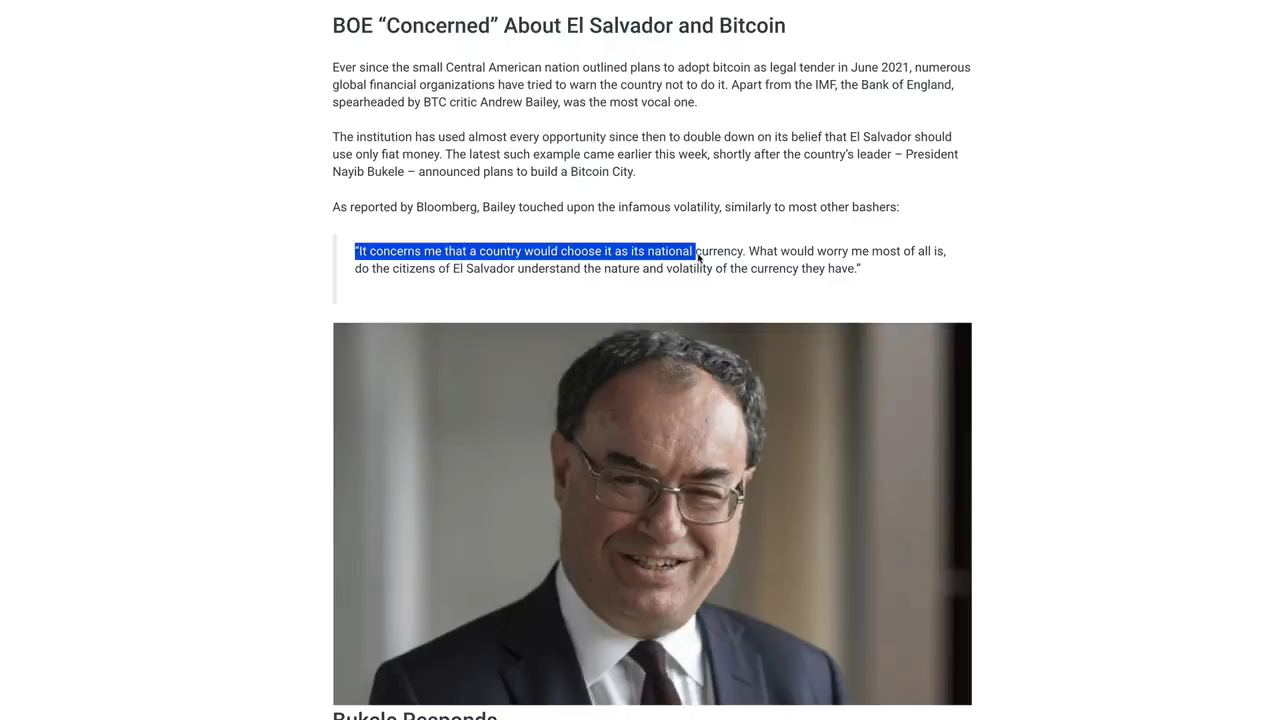 BOE “Concerned” About El Salvador and Bitcoin
Ever since the small Central American nation outlined plans to adopt bitcoin as legal tender in June 2021, numerous
global financial organizations have tried to warn the country not to do it. Apart from the IMF, the Bank of England,
spearheaded by BTC critic Andrew Bailey, was the most vocal one.
The institution has used almost every opportunity since then to double down on its belief that El Salvador should
use only fiat money. The latest such example came earlier this week, shortly after the country’s leader – President
Nayib Bukele – announced plans to build a Bitcoin City.
As reported by Bloomberg, Bailey touched upon the infamous volatility, similarly to most other bashers:
“It concerns me that a country would choose it as its national currency. What would worry me most of all is,
do the citizens of El Salvador understand the nature and volatility of the currency they have.”
Bukele Responds